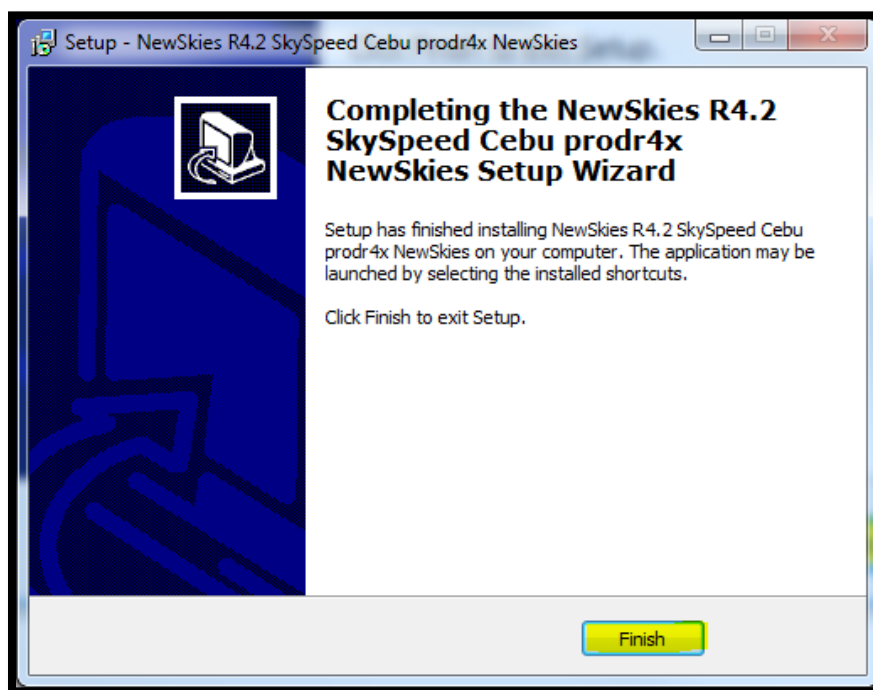 Setup - NewSkies R4.2 SkySpeed Cebu prodr4x NewSkies
Completing the NewSkies R4.2
SkySpeed Cebu prodr4x
NewSkies Setup Wizard
Setup has finished installing NewSkies R4.2 SkySpeed Cebu
prodr4x NewSkies on your computer. The application may be
launched by selecting the installed shortcuts.
Click Finish to exit Setup.
Finish